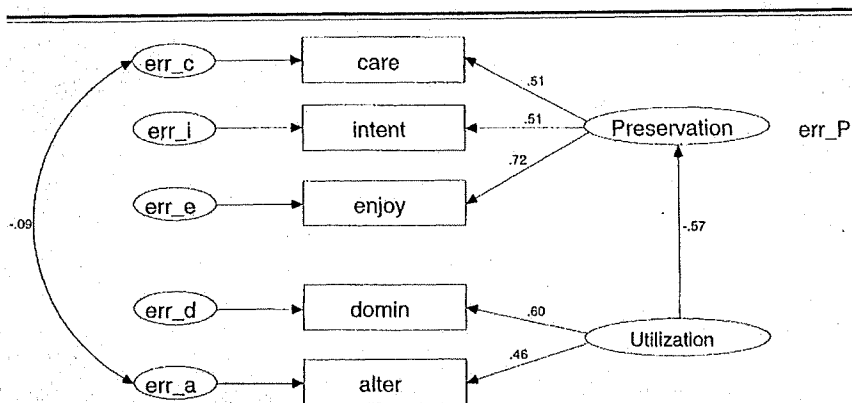 err_c care
.51
err_i intent .51 Preservation err_P
.72
err_e enjoy
-.09 -.57
err_d domin .60
Utilization
.46
err_a alter